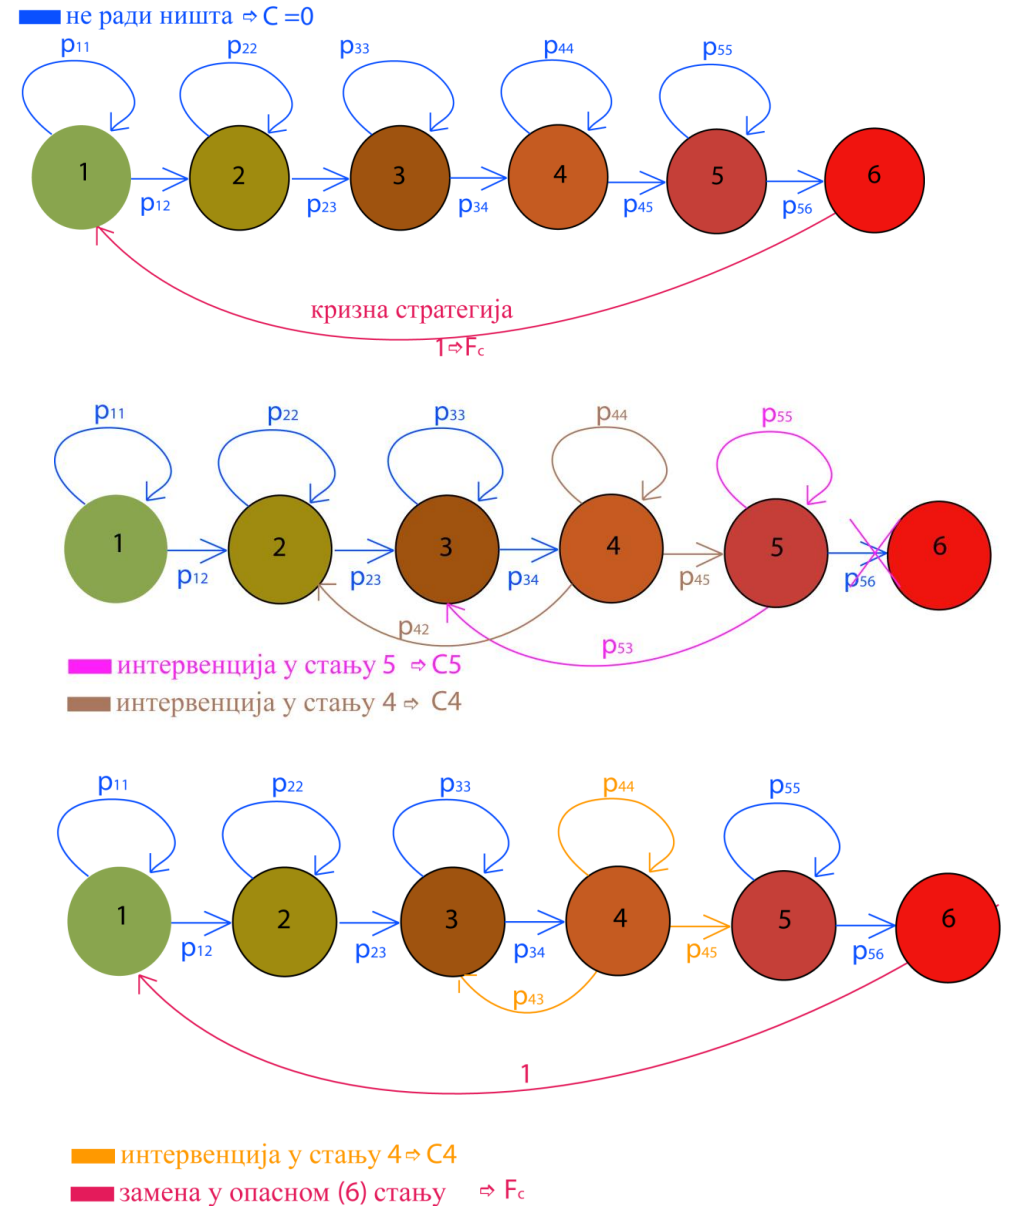 не ради ништа ⇨ C =0
p11 p22 p33 p44 p55
1 2 3 4 5 6
p12 p23 p34 p45 p56
кризна стратегија
1⇨Fc
p11 p22 p33 p44 p55
1 2 3 4 5 6
p12 p23 p34 p45 p56
p42 p53
интервенција у стању 5 ⇨ C5
интервенција у стању 4 ⇨ C4
p11 p22 p33 p44 p55
1 2 3 4 5 6
p12 p23 p34 p45 p56
p43
1
интервенција у стању 4 ⇨ C4
замена у опасном (6) стању ⇨ Fc